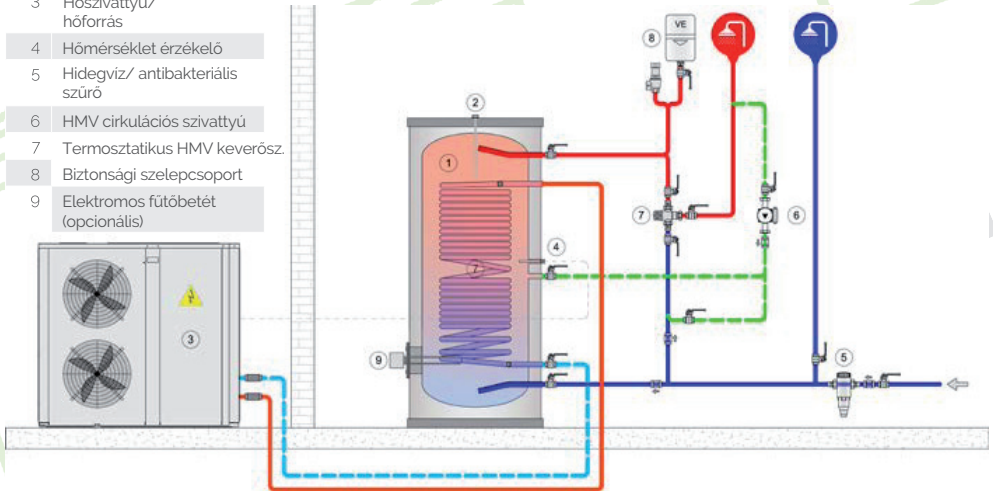 3 Hőszivattyú/
hőforrás
4 Hőmérséklet érzékelő
5 Hidegvíz/ antibakteriális
szűrő
6 HMV cirkulációs szivattyú
7 Termosztatikus HMV keverősz.
8 Biztonsági szelepcsoport
9 Elektromos fűtőbetét
(opcionális)
VE
8
2
1
7
6
4
7
3
9
5